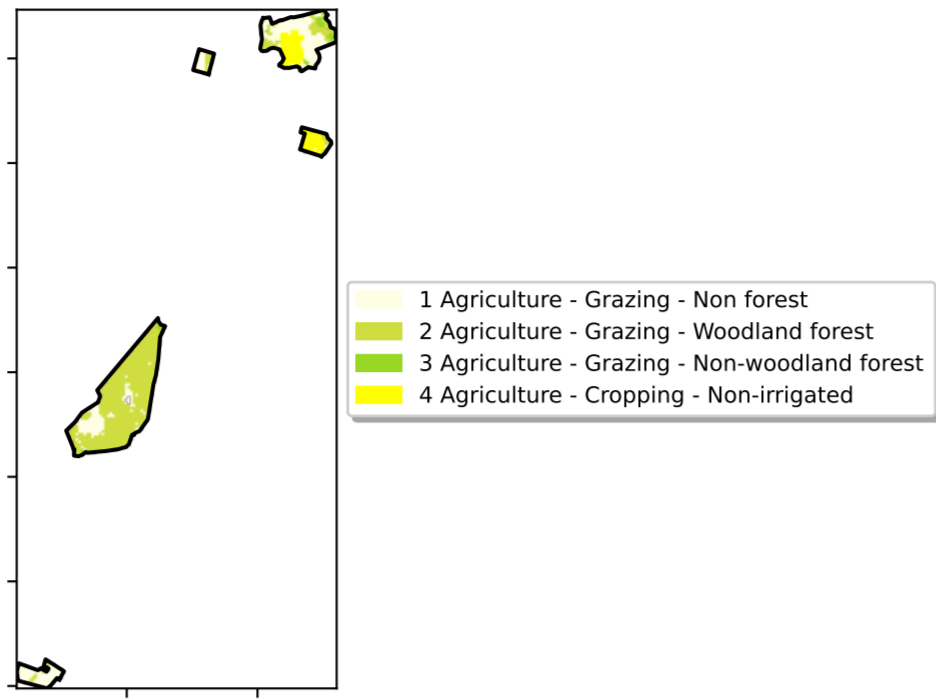 1 Agriculture - Grazing - Non forest
2 Agriculture - Grazing - Woodland forest
3 Agriculture - Grazing - Non-woodland forest
4 Agriculture - Cropping - Non-irrigated